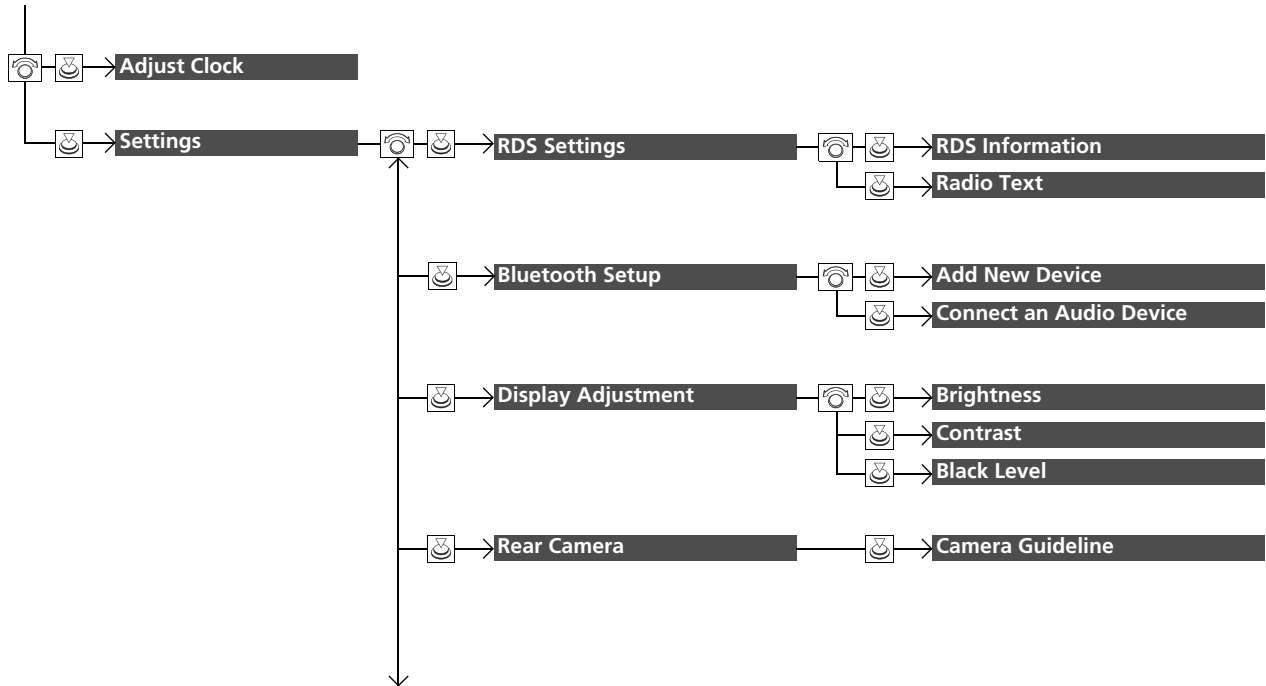 Adjust Clock
Settings
RDS Settings
RDS Information
Radio Text
Bluetooth Setup
Add New Device
Connect an Audio Device
Display Adjustment
Brightness
Contrast
Black Level
Rear Camera
Camera Guideline